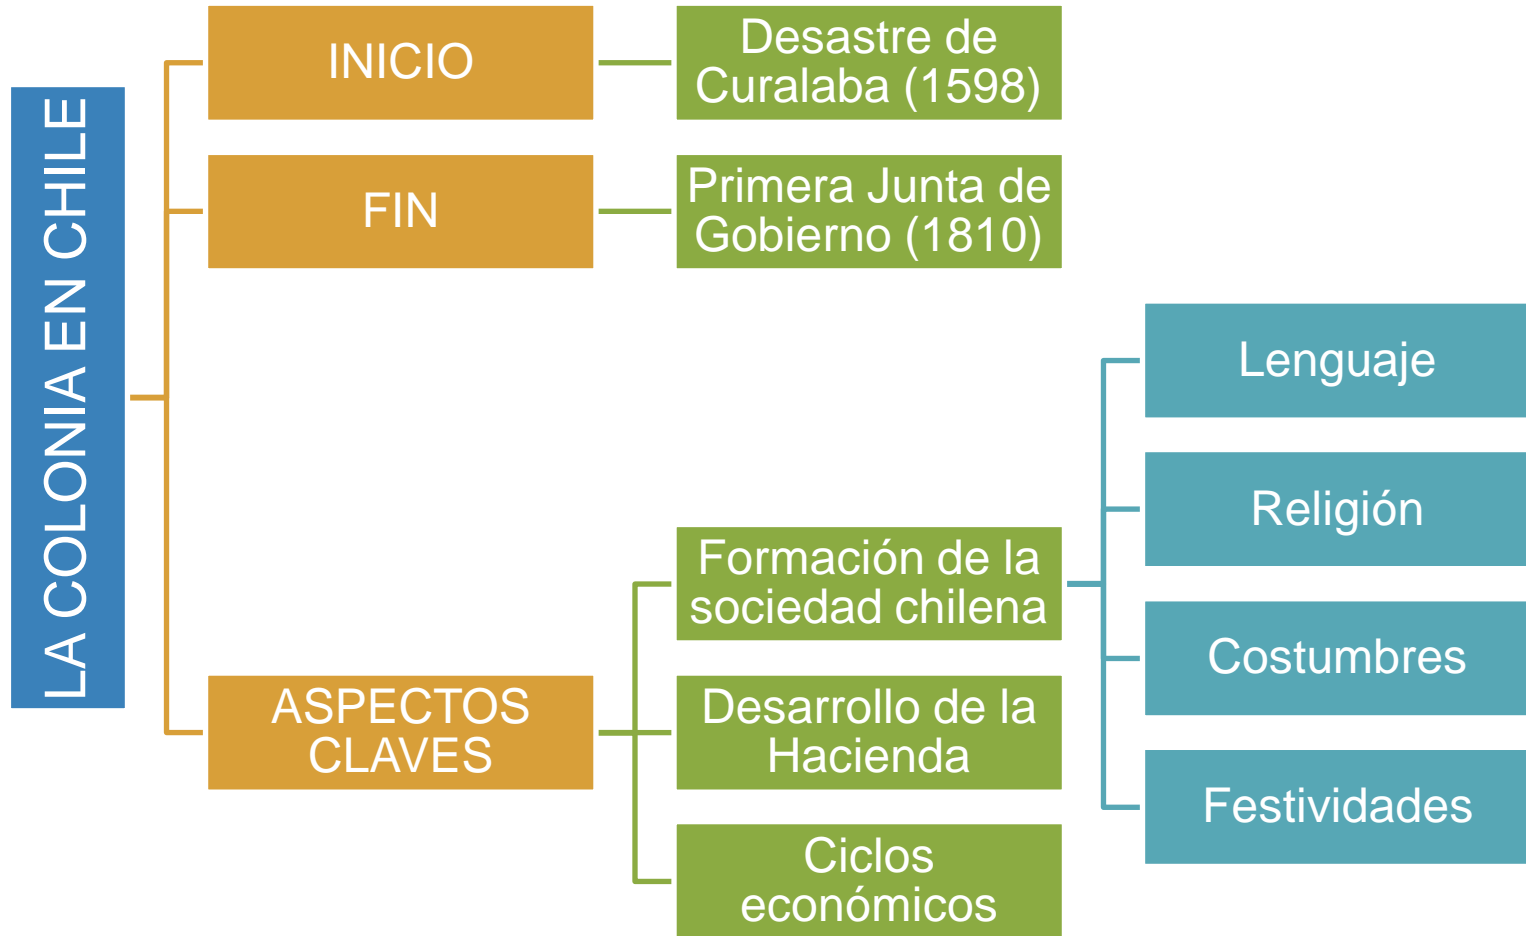 LA COLONIA EN CHILE
INICIO
Desastre de
Curalaba (1598)
FIN
Primera Junta de
Gobierno (1810)
ASPECTOS
CLAVES
Formación de la
sociedad chilena
Lenguaje
Religión
Costumbres
Festividades
Desarrollo de la
Hacienda
Ciclos
económicos